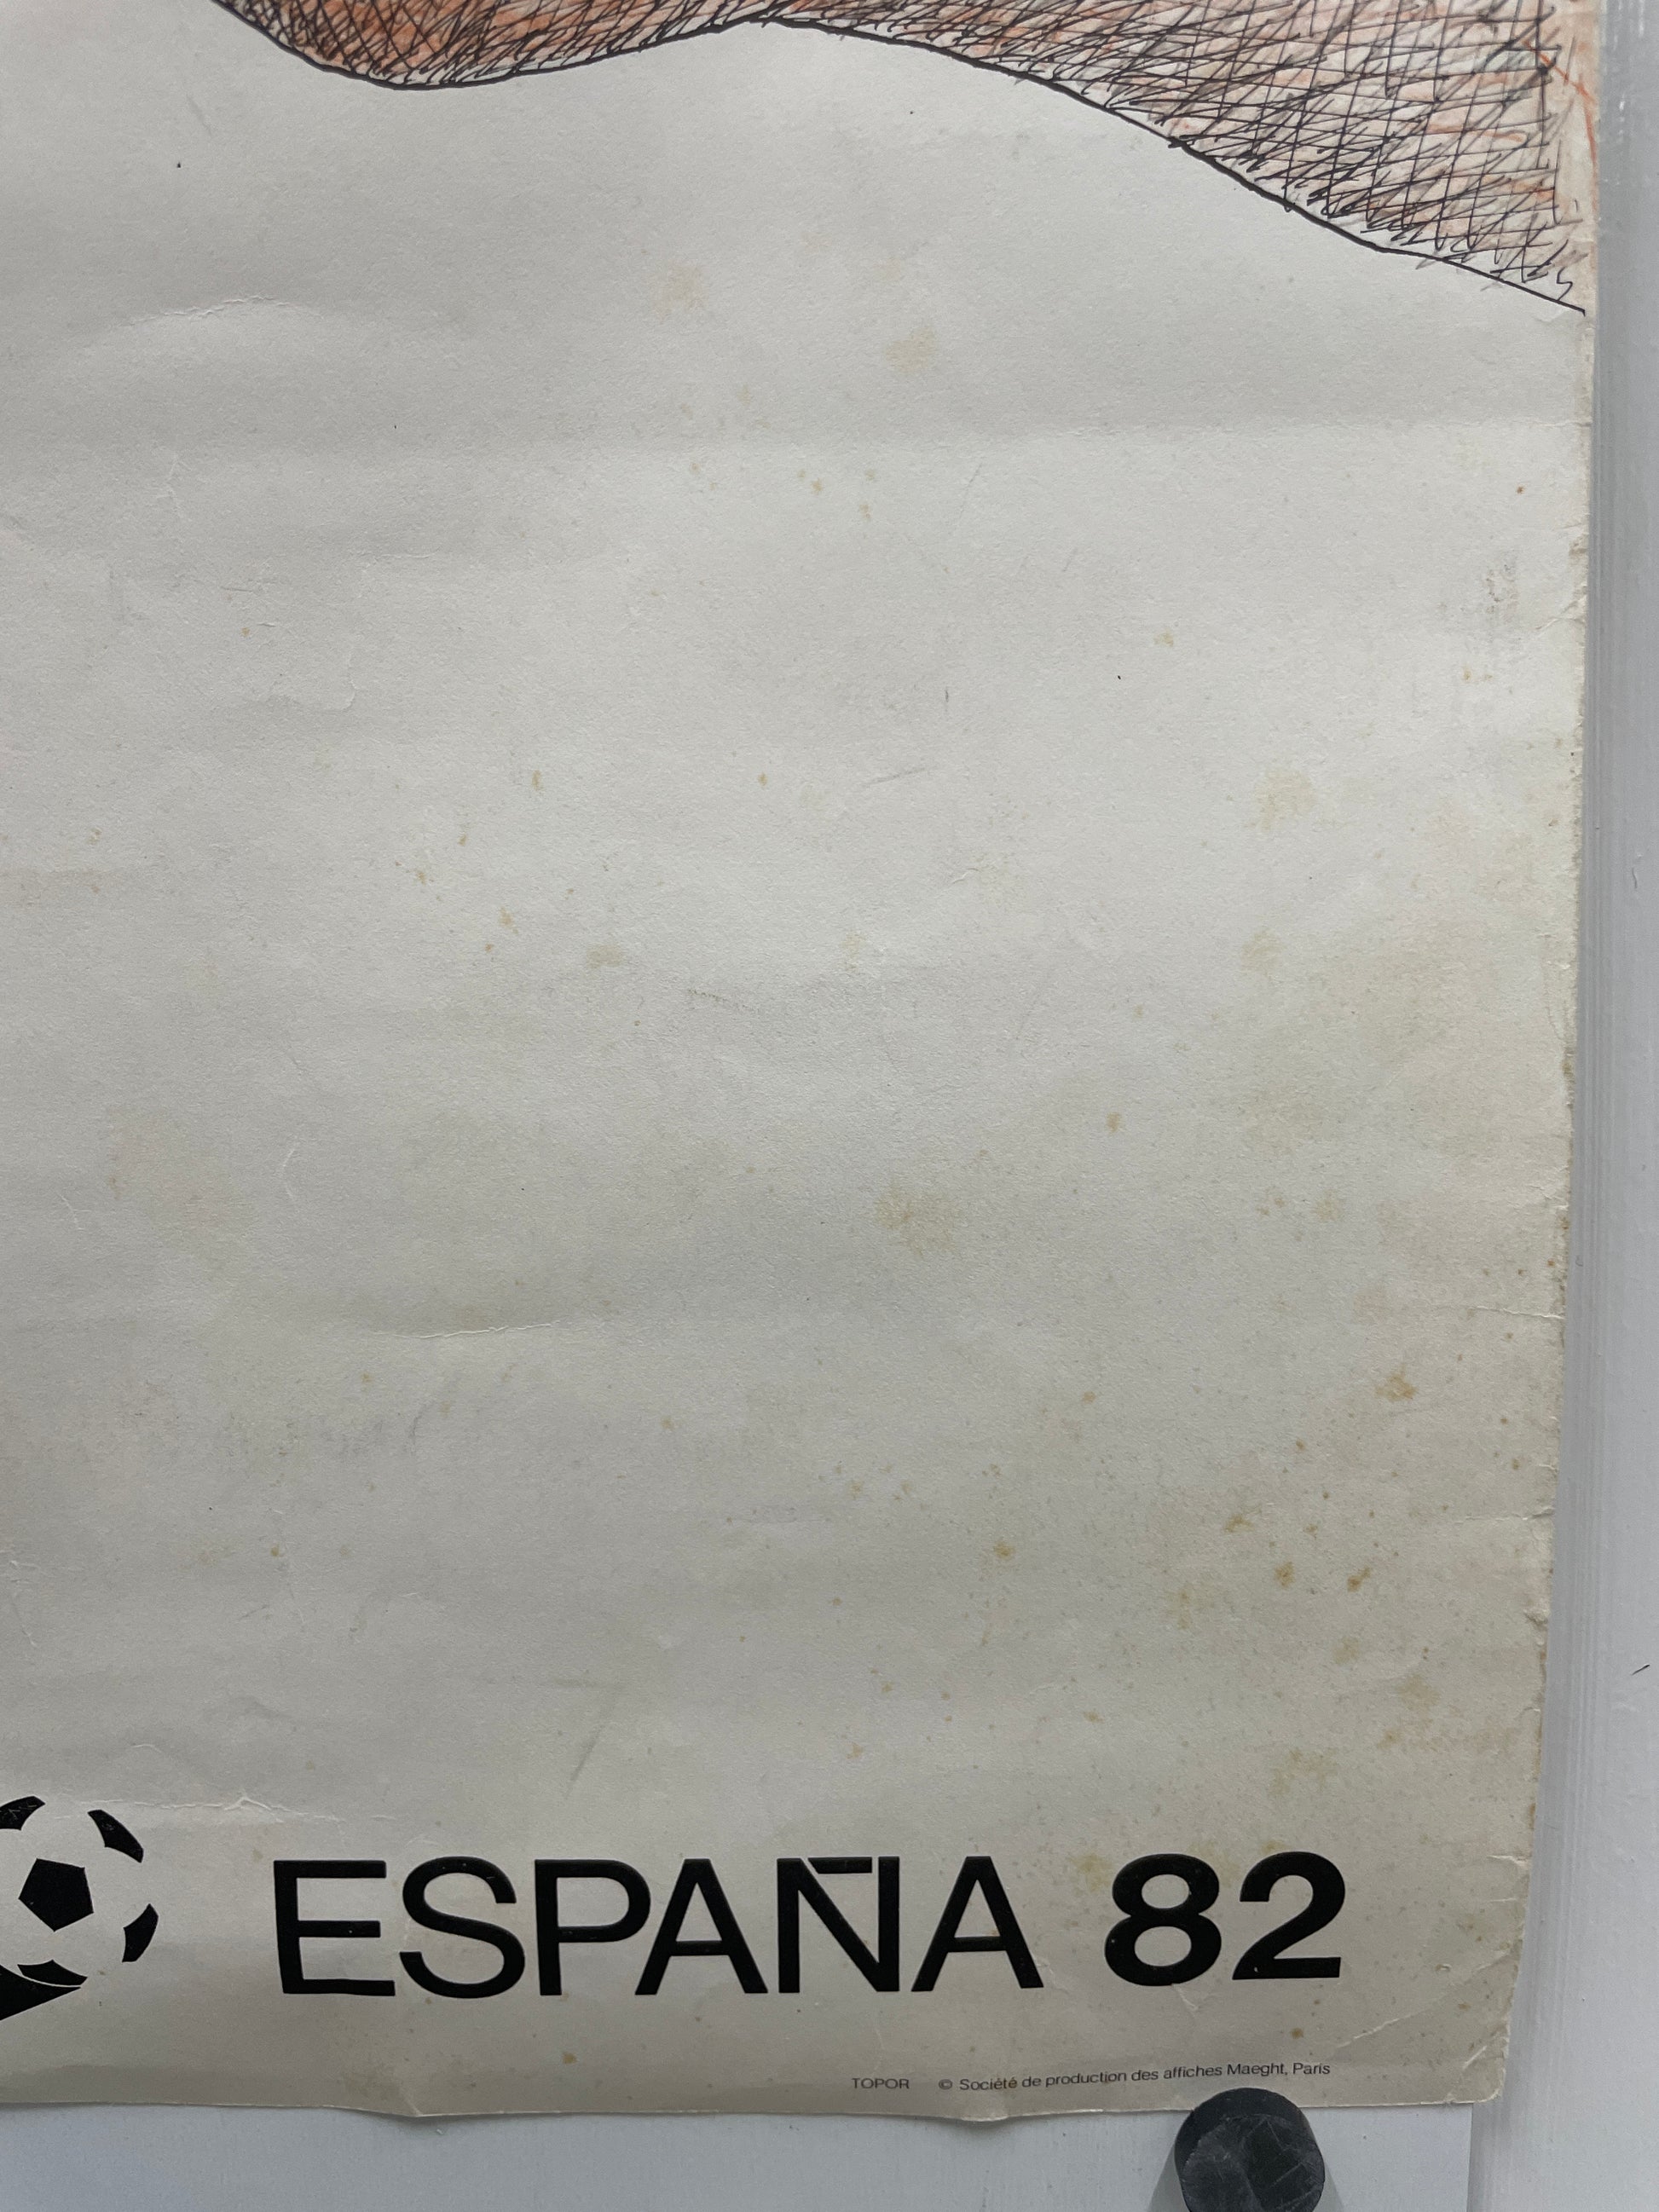 ESPAÑA 82
TOPOR © Société de production des affiches Maeght, Paris